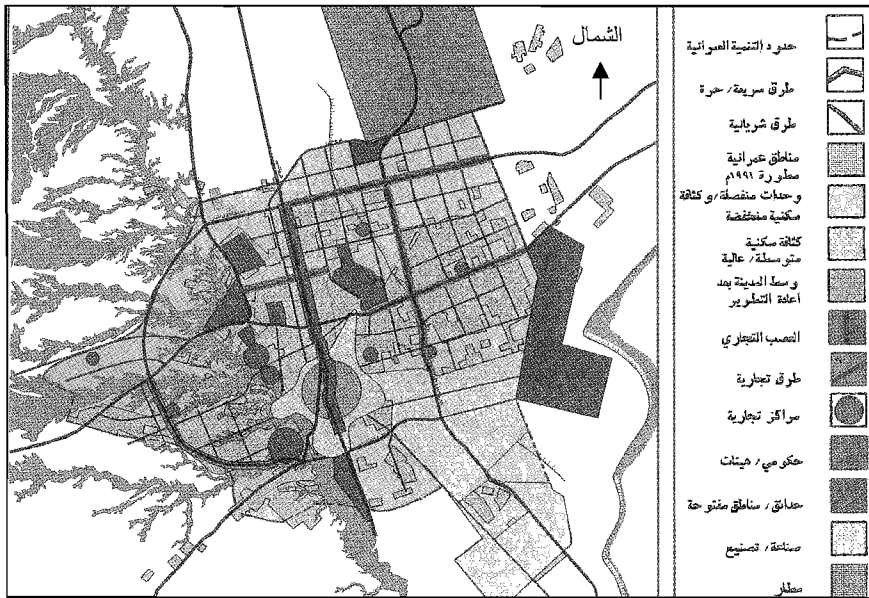 الشمال
حدود التنمية العمرانية
طرق سريعة/ حرة
طرق شريانية
مناطق عمرانية
مطورة ١٩٩١م
وحدات منفصلة/ وكثافة
سكنية منخفضة
كثافة سكنية
متوسطة/ عالية
وسط المدينة بعد
أعادة التطوير
العصب التجاري
طرق تجارية
مراكز تجارية
حكومي/ هيئات
حدائق/ مناطق مفتوحة
صناعة/ تصنيع
مطار